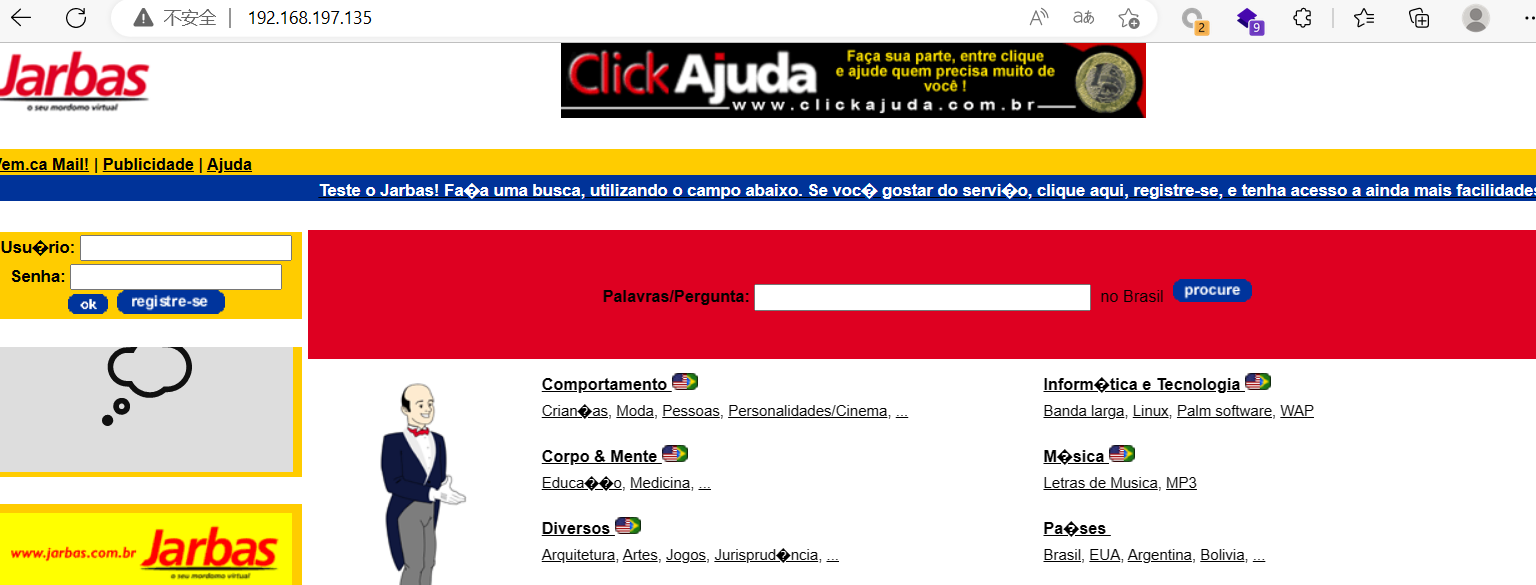 不安全 | 192.168.197.135
2
9
Jarbas
o seu mordomo virtual
ClickAjuda
Faça sua parte, entre clique
e ajude quem precisa muito de
você !
www.clickajuda.com.br
Vem.ca Mail! | Publicidade | Ajuda
Teste o Jarbas! Fa�a uma busca, utilizando o campo abaixo. Se voc� gostar do servi�o, clique aqui, registre-se, e tenha acesso a ainda mais facilidades
Usu�rio:
Senha:
ok registre-se
Palavras/Pergunta: no Brasil procure
Comportamento
Crian�as, Moda, Pessoas, Personalidades/Cinema, ...
Corpo & Mente
Educa��o, Medicina, ...
Diversos
Arquitetura, Artes, Jogos, Jurisprud�ncia, ...
Inform�tica e Tecnologia
Banda larga, Linux, Palm software, WAP
M�sica
Letras de Musica, MP3
Pa�ses
Brasil, EUA, Argentina, Bolivia, ...
www.jarbas.com.br Jarbas
o seu mordomo virtual